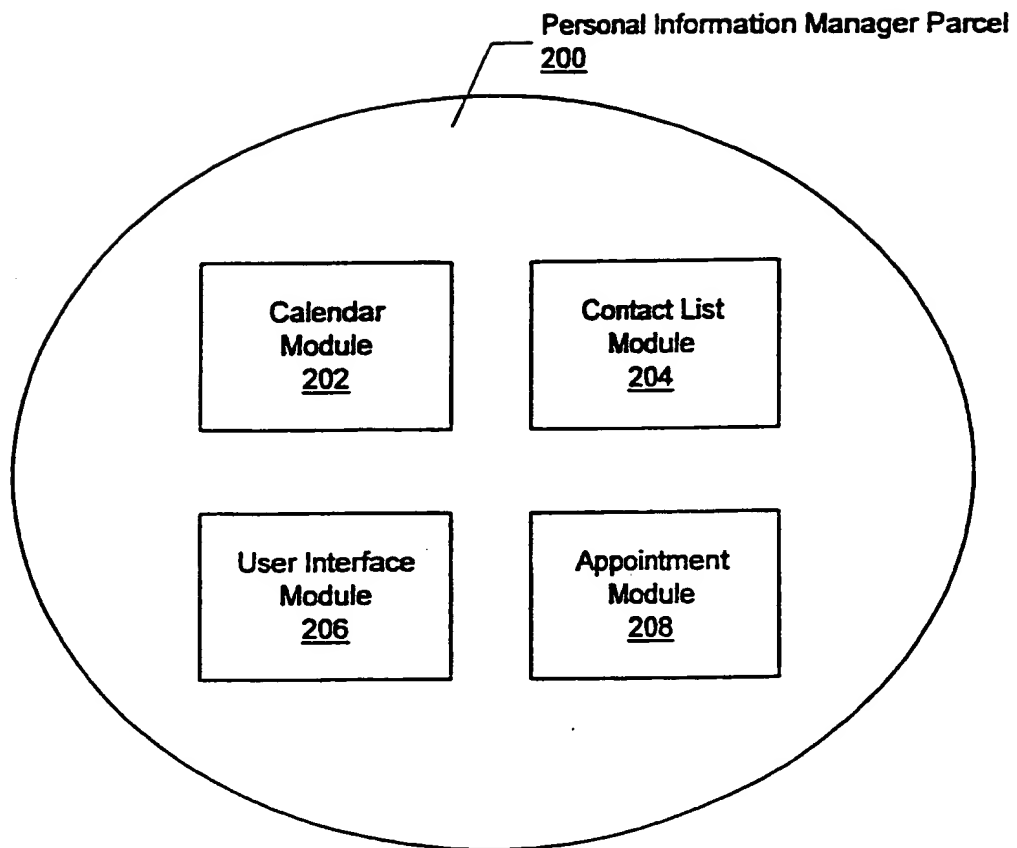 Personal Information Manager Parcel
200
Calendar
Module
202
Contact List
Module
204
User Interface
Module
206
Appointment
Module
208